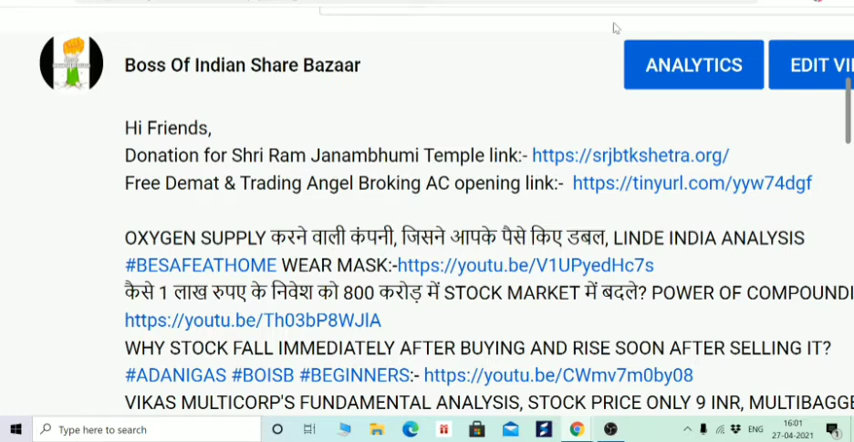 Boss Of Indian Share Bazaar
ANALYTICS
EDIT VI
Hi Friends,
Donation for Shri Ram Janambhumi Temple link:- https://srjbtkshetra.org/
Free Demat & Trading Angel Broking AC opening link:- https://tinyurl.com/yyw74dgf
OXYGEN SUPPLY करने वाली कंपनी, जिसने आपके पैसे किए डबल, LINDE INDIA ANALYSIS
#BESAFEATHOME WEAR MASK:-https://youtu.be/V1UPyedHc7s
कैसे 1 लाख रुपए के निवेश को 800 करोड़ में STOCK MARKET में बदले? POWER OF COMPOUNDI
https://youtu.be/Th03bP8WJlA
WHY STOCK FALL IMMEDIATELY AFTER BUYING AND RISE SOON AFTER SELLING IT?
#ADANIGAS #BOISB #BEGINNERS:- https://youtu.be/CWmv7m0by08
VIKAS MULTICORP'S FUNDAMENTAL ANALYSIS, STOCK PRICE ONLY 9 INR, MULTIBAGGE
Type here to search
ENG
16:01
27-04-2021